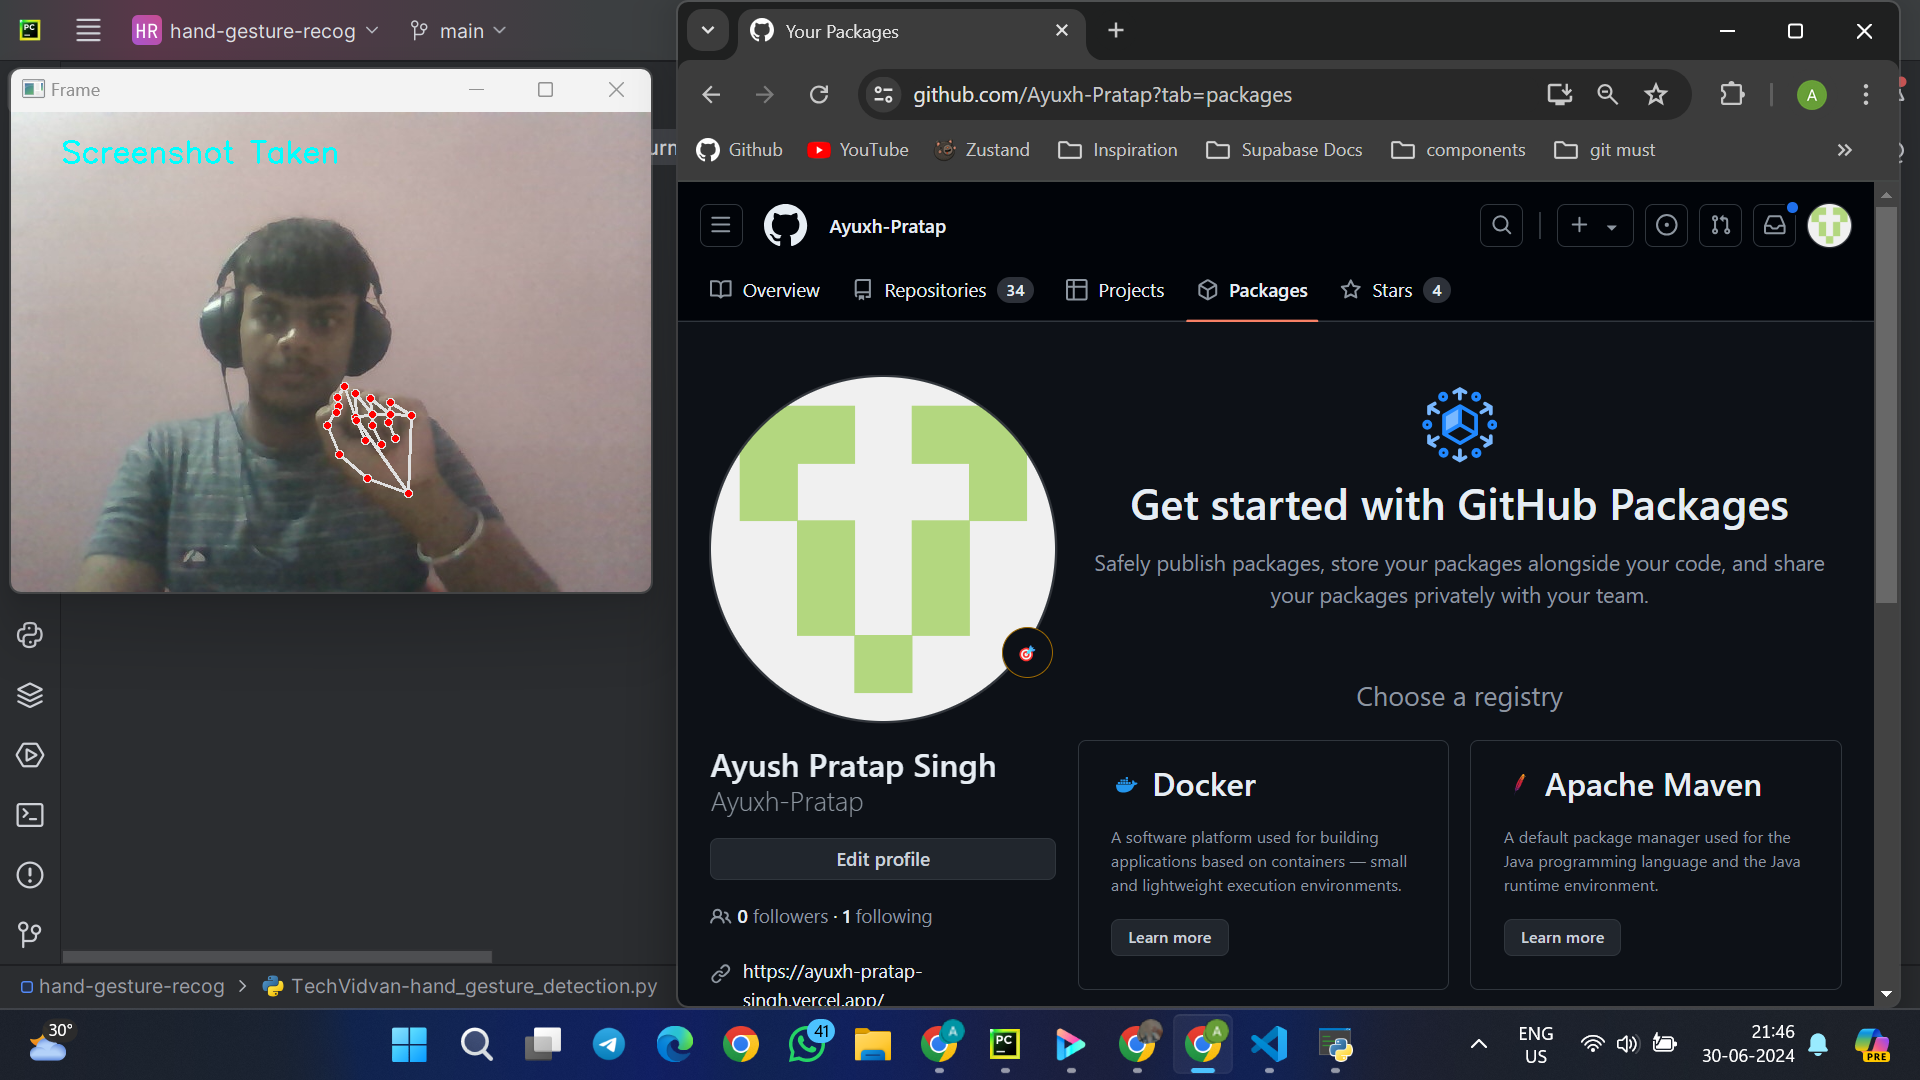 PC
HR hand-gesture-recog
main
Frame
Screenshot Taken
Your Packages
github.com/Ayuxh-Pratap?tab=packages
A
Github
YouTube
Zustand
Inspiration
Supabase Docs
components
git must
Ayuxh-Pratap
Overview
Repositories 34
Projects
Packages
Stars 4
Get started with GitHub Packages
Safely publish packages, store your packages alongside your code, and share
your packages privately with your team.
Choose a registry
Ayush Pratap Singh
Ayuxh-Pratap
Edit profile
0 followers · 1 following
https://ayuxh-pratap-
singh.vercel.app/
Docker
A software platform used for building
applications based on containers — small
and lightweight execution environments.
Learn more
Apache Maven
A default package manager used for the
Java programming language and the Java
runtime environment.
Learn more
hand-gesture-recog > TechVidvan-hand_gesture_detection.py
30°
41
A
PC
A
ENG
US
21:46
30-06-2024
PRE